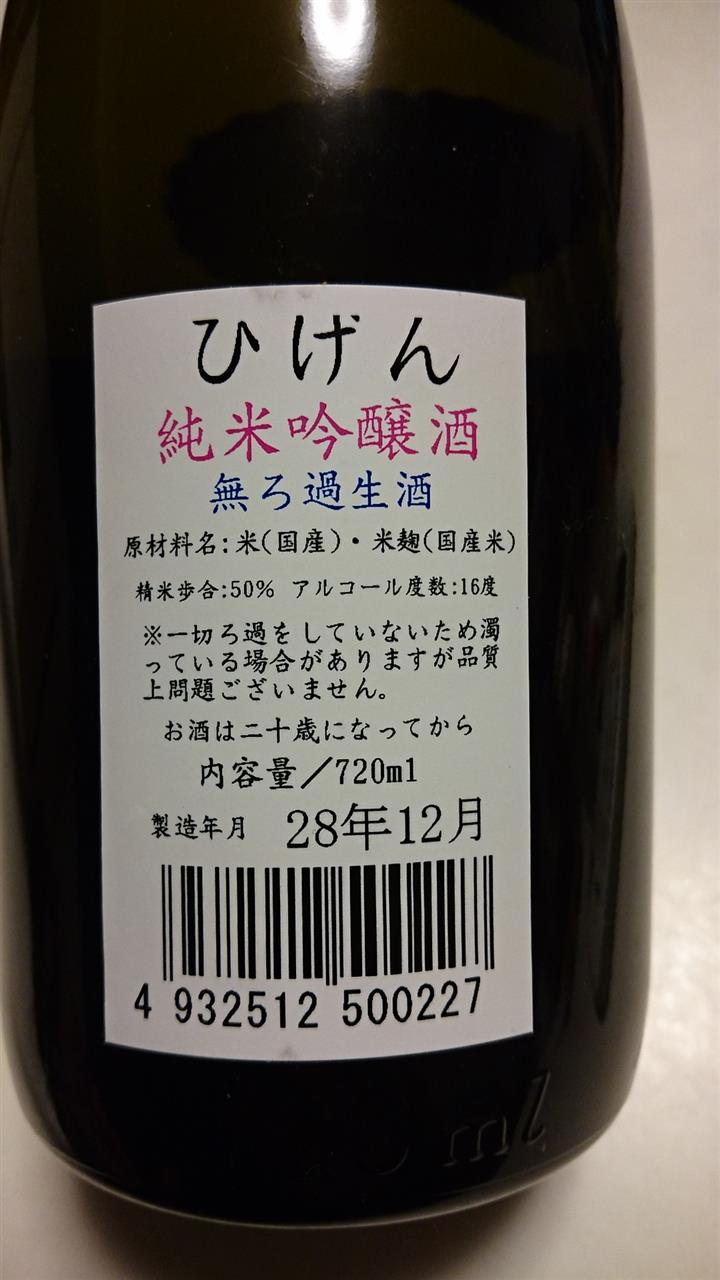 ひげん
純米吟醸酒
無ろ過生酒
原材料名:米(国産)・米麹(国産米)
精米歩合:50% アルコール度数:16度
※一切ろ過をしていないため濁
っている場合がありますが品質
上問題ございません。
お酒は二十歳になってから
内容量/720ml
製造年月 28年12月
4 932512 500227
ml